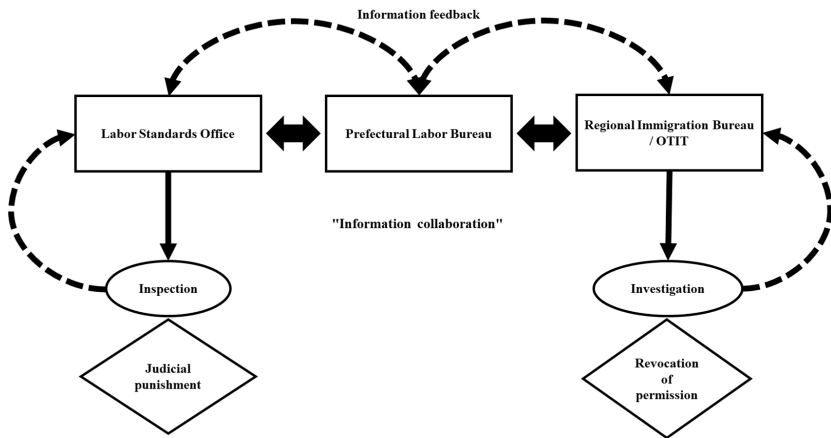 Information feedback
Labor Standards Office
Prefectural Labor Bureau
Regional Immigration Bureau
/ OTIT
"Information collaboration"
Inspection
Investigation
Judicial
punishment
Revocation
of
permission